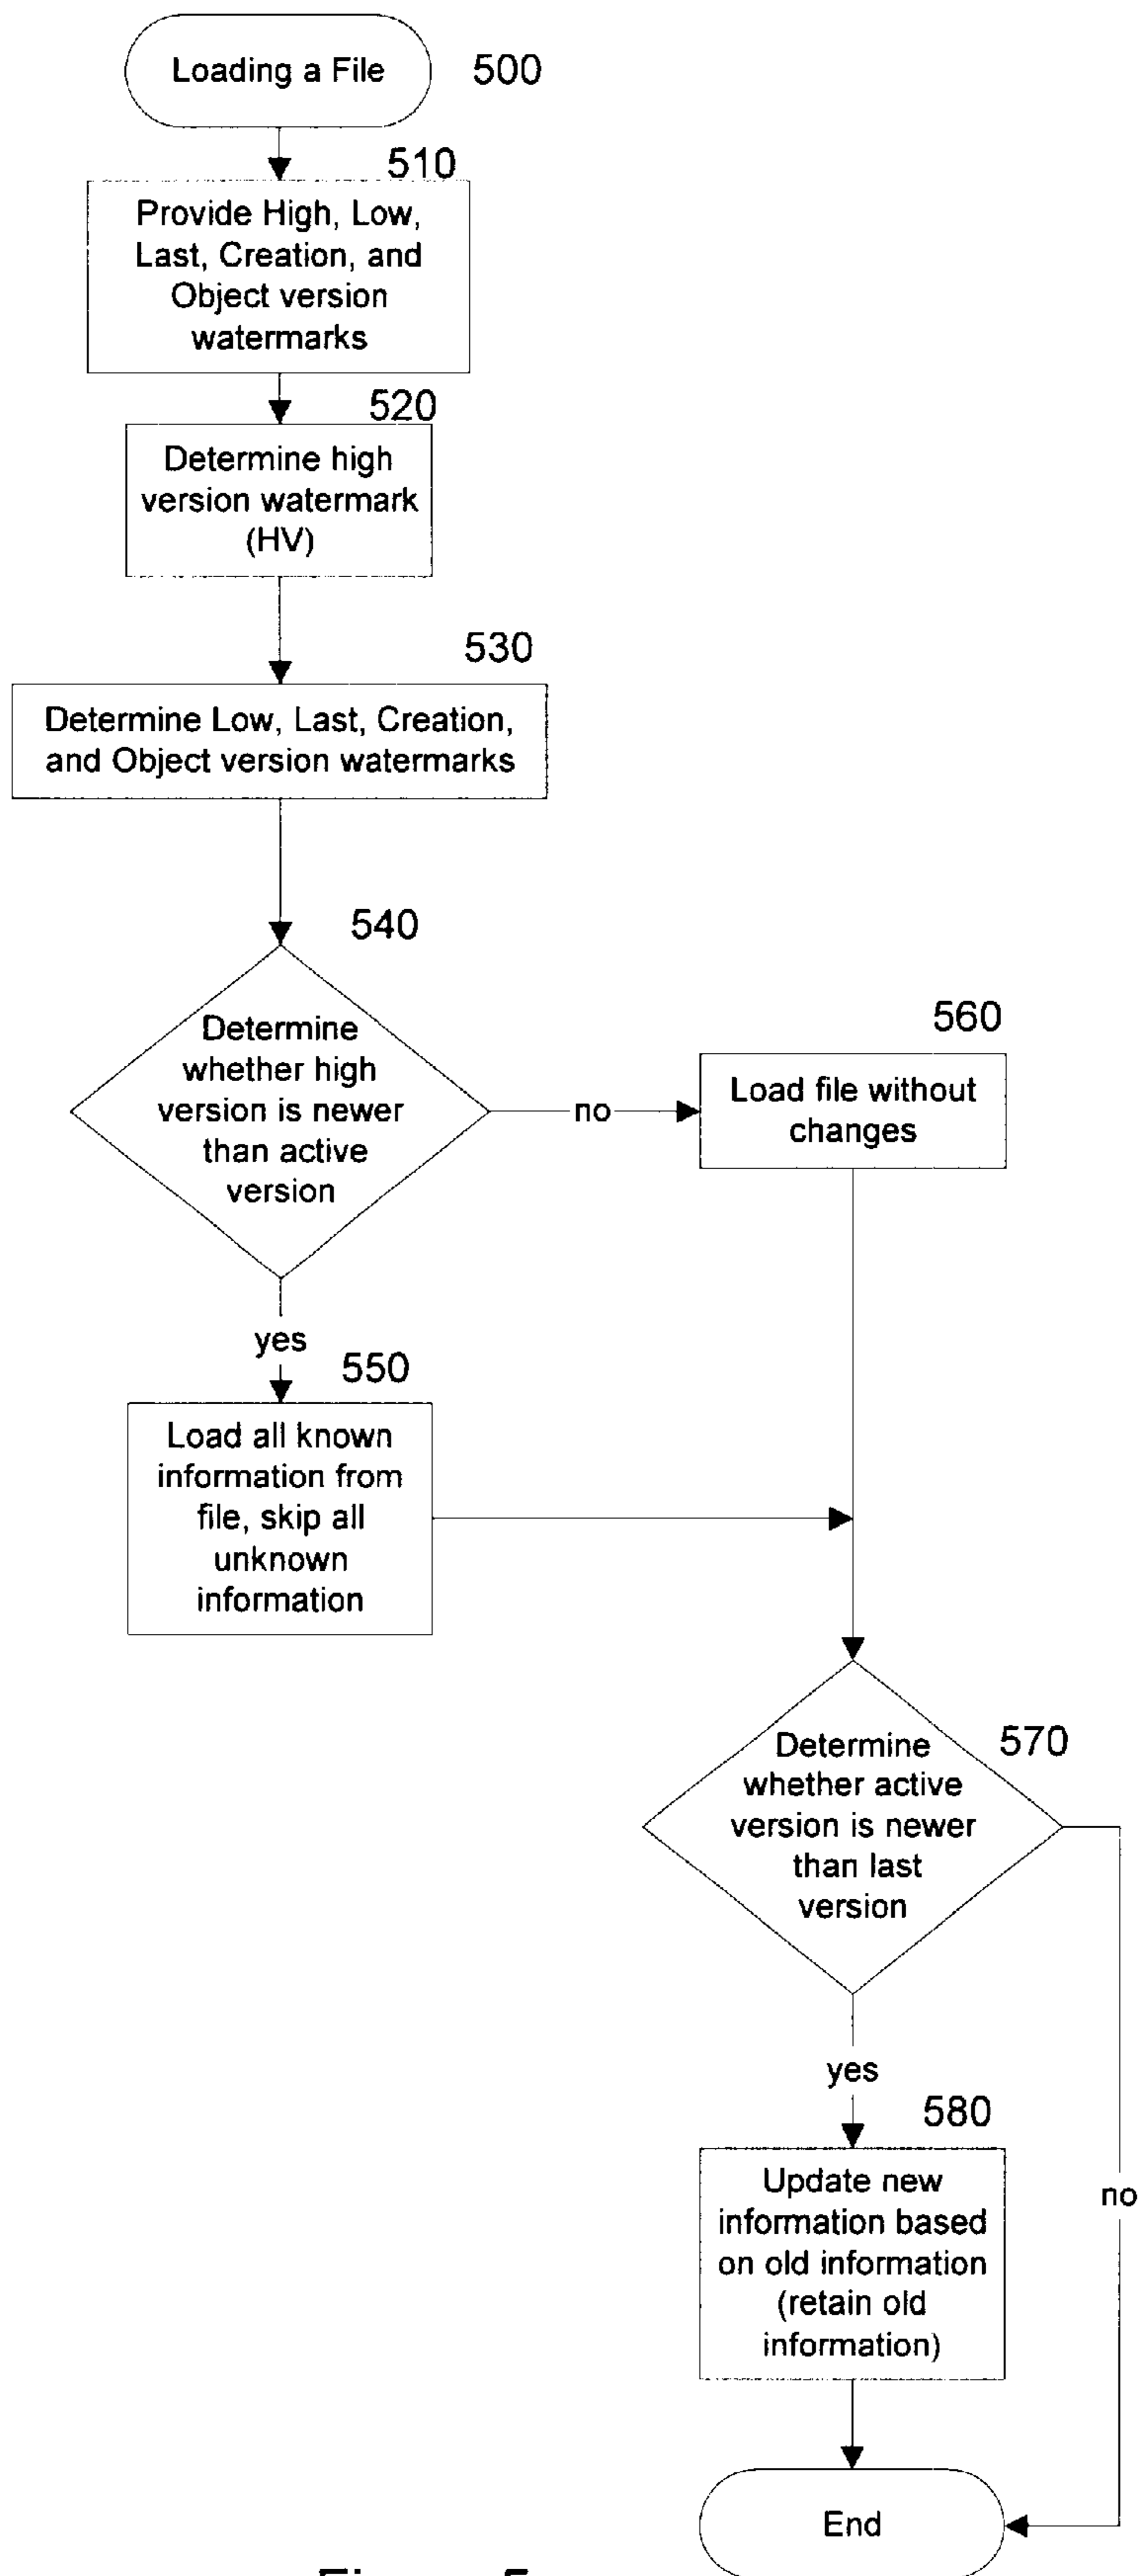 Loading a File
500
510
Provide High, Low,
Last, Creation, and
Object version
watermarks
520
Determine high
version watermark
(HV)
530
Determine Low, Last, Creation,
and Object version watermarks
540
Determine
whether high
version is newer
than active
version
no
560
Load file without
changes
yes
550
Load all known
information from
file, skip all
unknown
information
570
Determine
whether active
version is newer
than last
version
yes
no
580
Update new
information based
on old information
(retain old
information)
End